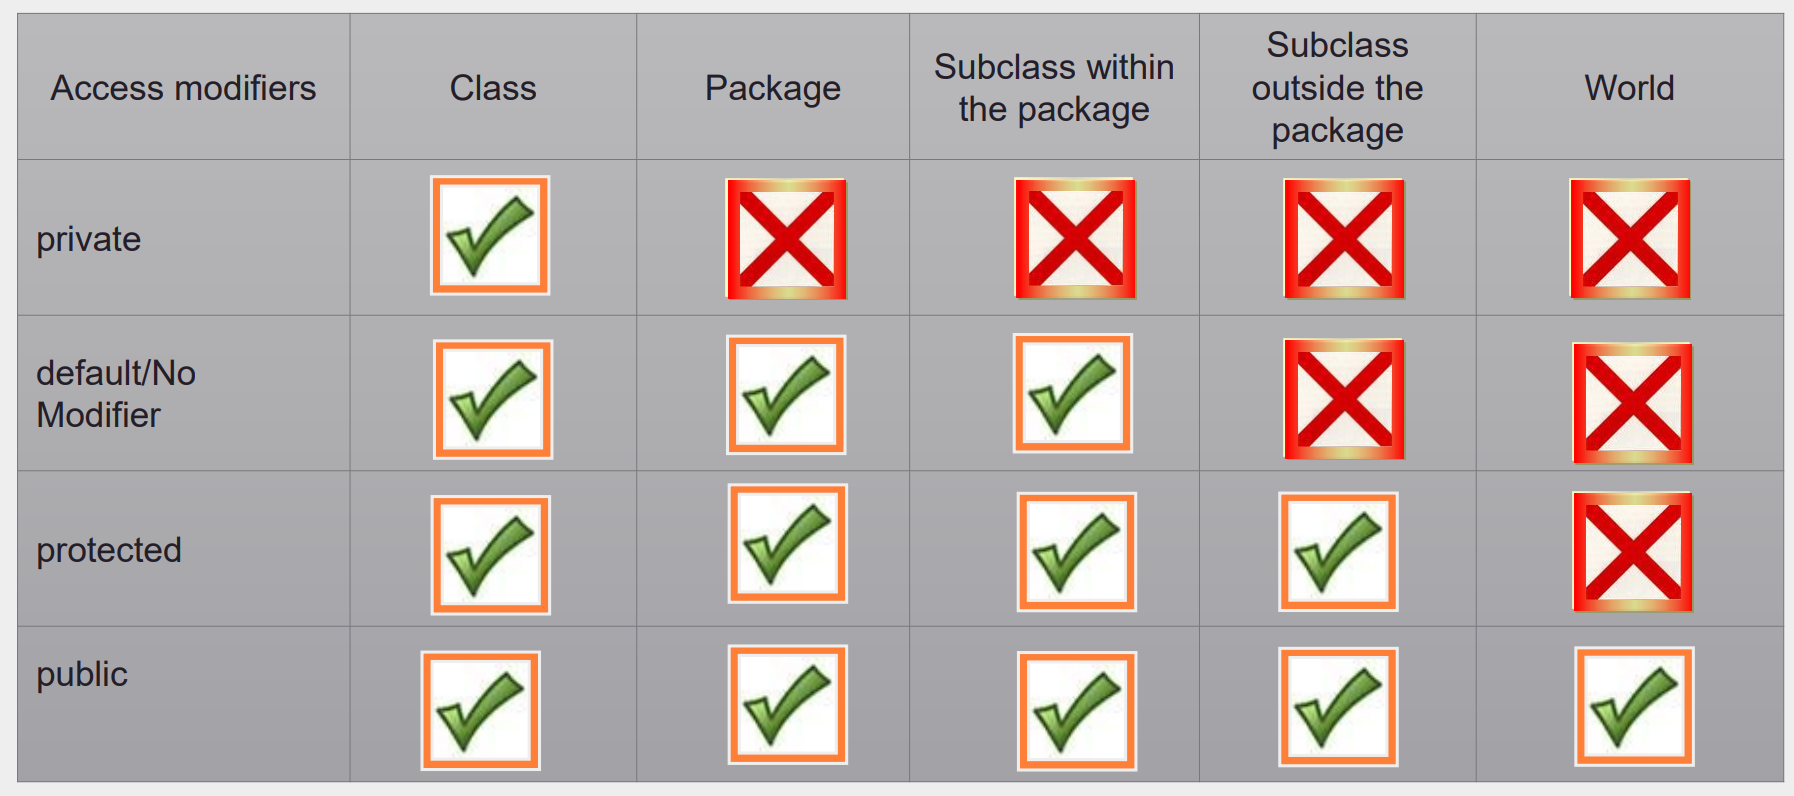 Access modifiers
Class
Package
Subclass within
the package
Subclass
outside the
package
World
private
default/No
Modifier
protected
public